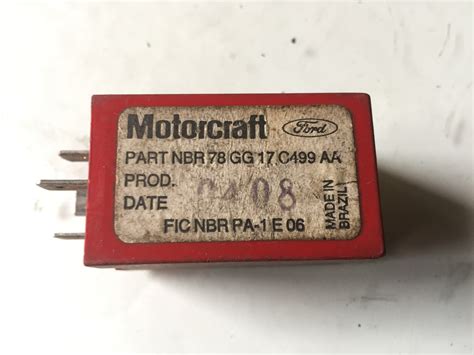 Motorcraft Ford
PART NBR 78 GG 17 C499 AA
PROD.
DATE 0408
FIC NBR PA-1 E 06
MADE IN
BRAZIL